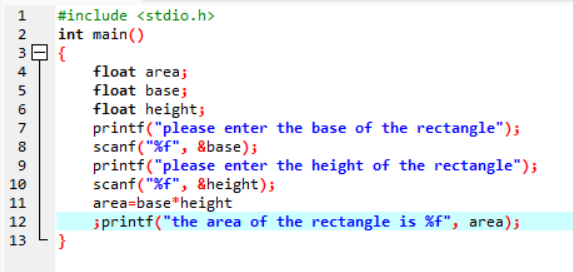 1 #include <stdio.h>
2 int main()
3 {
4 float area;
5 float base;
6 float height;
7 printf("please enter the base of the rectangle");
8 scanf("%f", &base);
9 printf("please enter the height of the rectangle");
10 scanf("%f", &height);
11 area=base*height
12 ;printf("the area of the rectangle is %f", area);
13 }